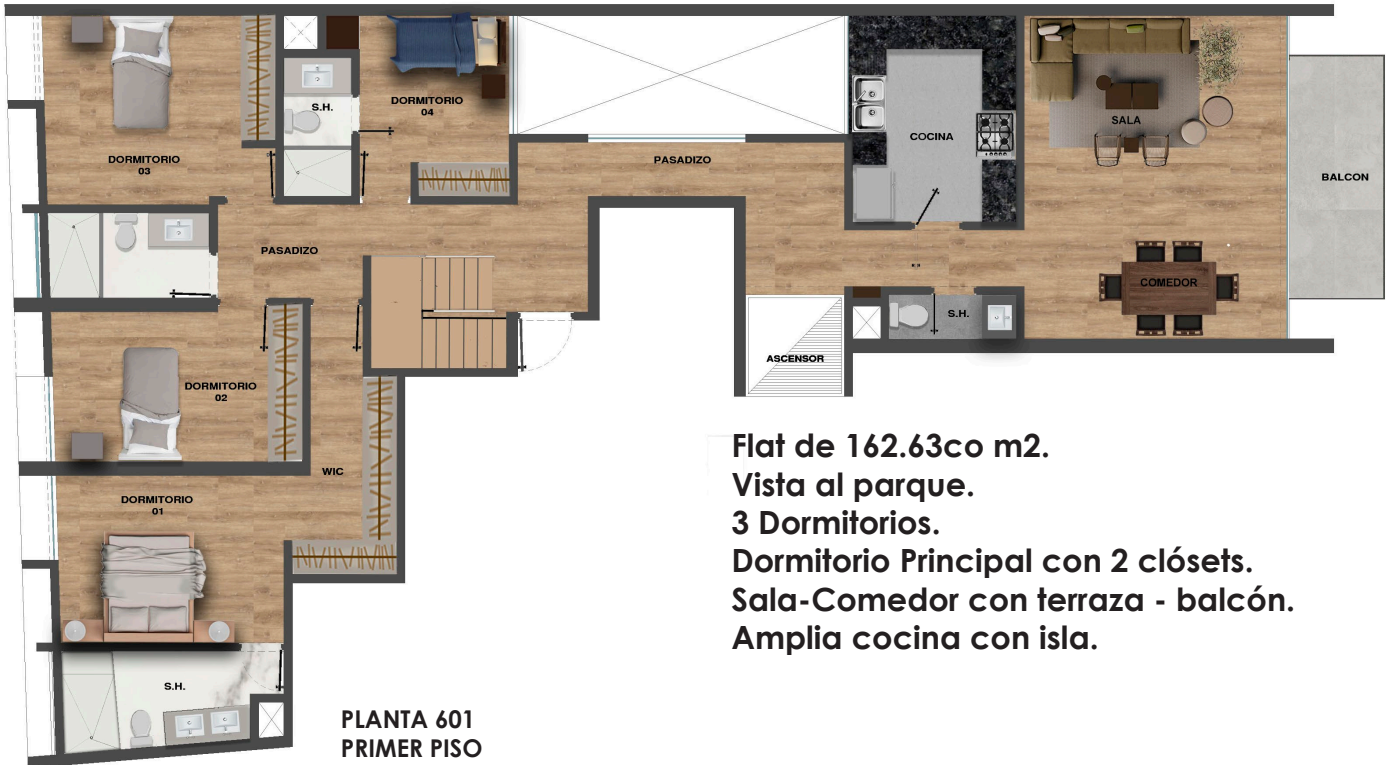 DORMITORIO
03
S.H.
DORMITORIO
04
PASADIZO
COCINA
SALA
BALCON
PASADIZO
COMEDOR
S.H.
ASCENSOR
DORMITORIO
02
WIC
DORMITORIO
01
S.H.
Flat de 162.63co m2.
Vista al parque.
3 Dormitorios.
Dormitorio Principal con 2 clósets.
Sala-Comedor con terraza - balcón.
Amplia cocina con isla.
PLANTA 601
PRIMER PISO